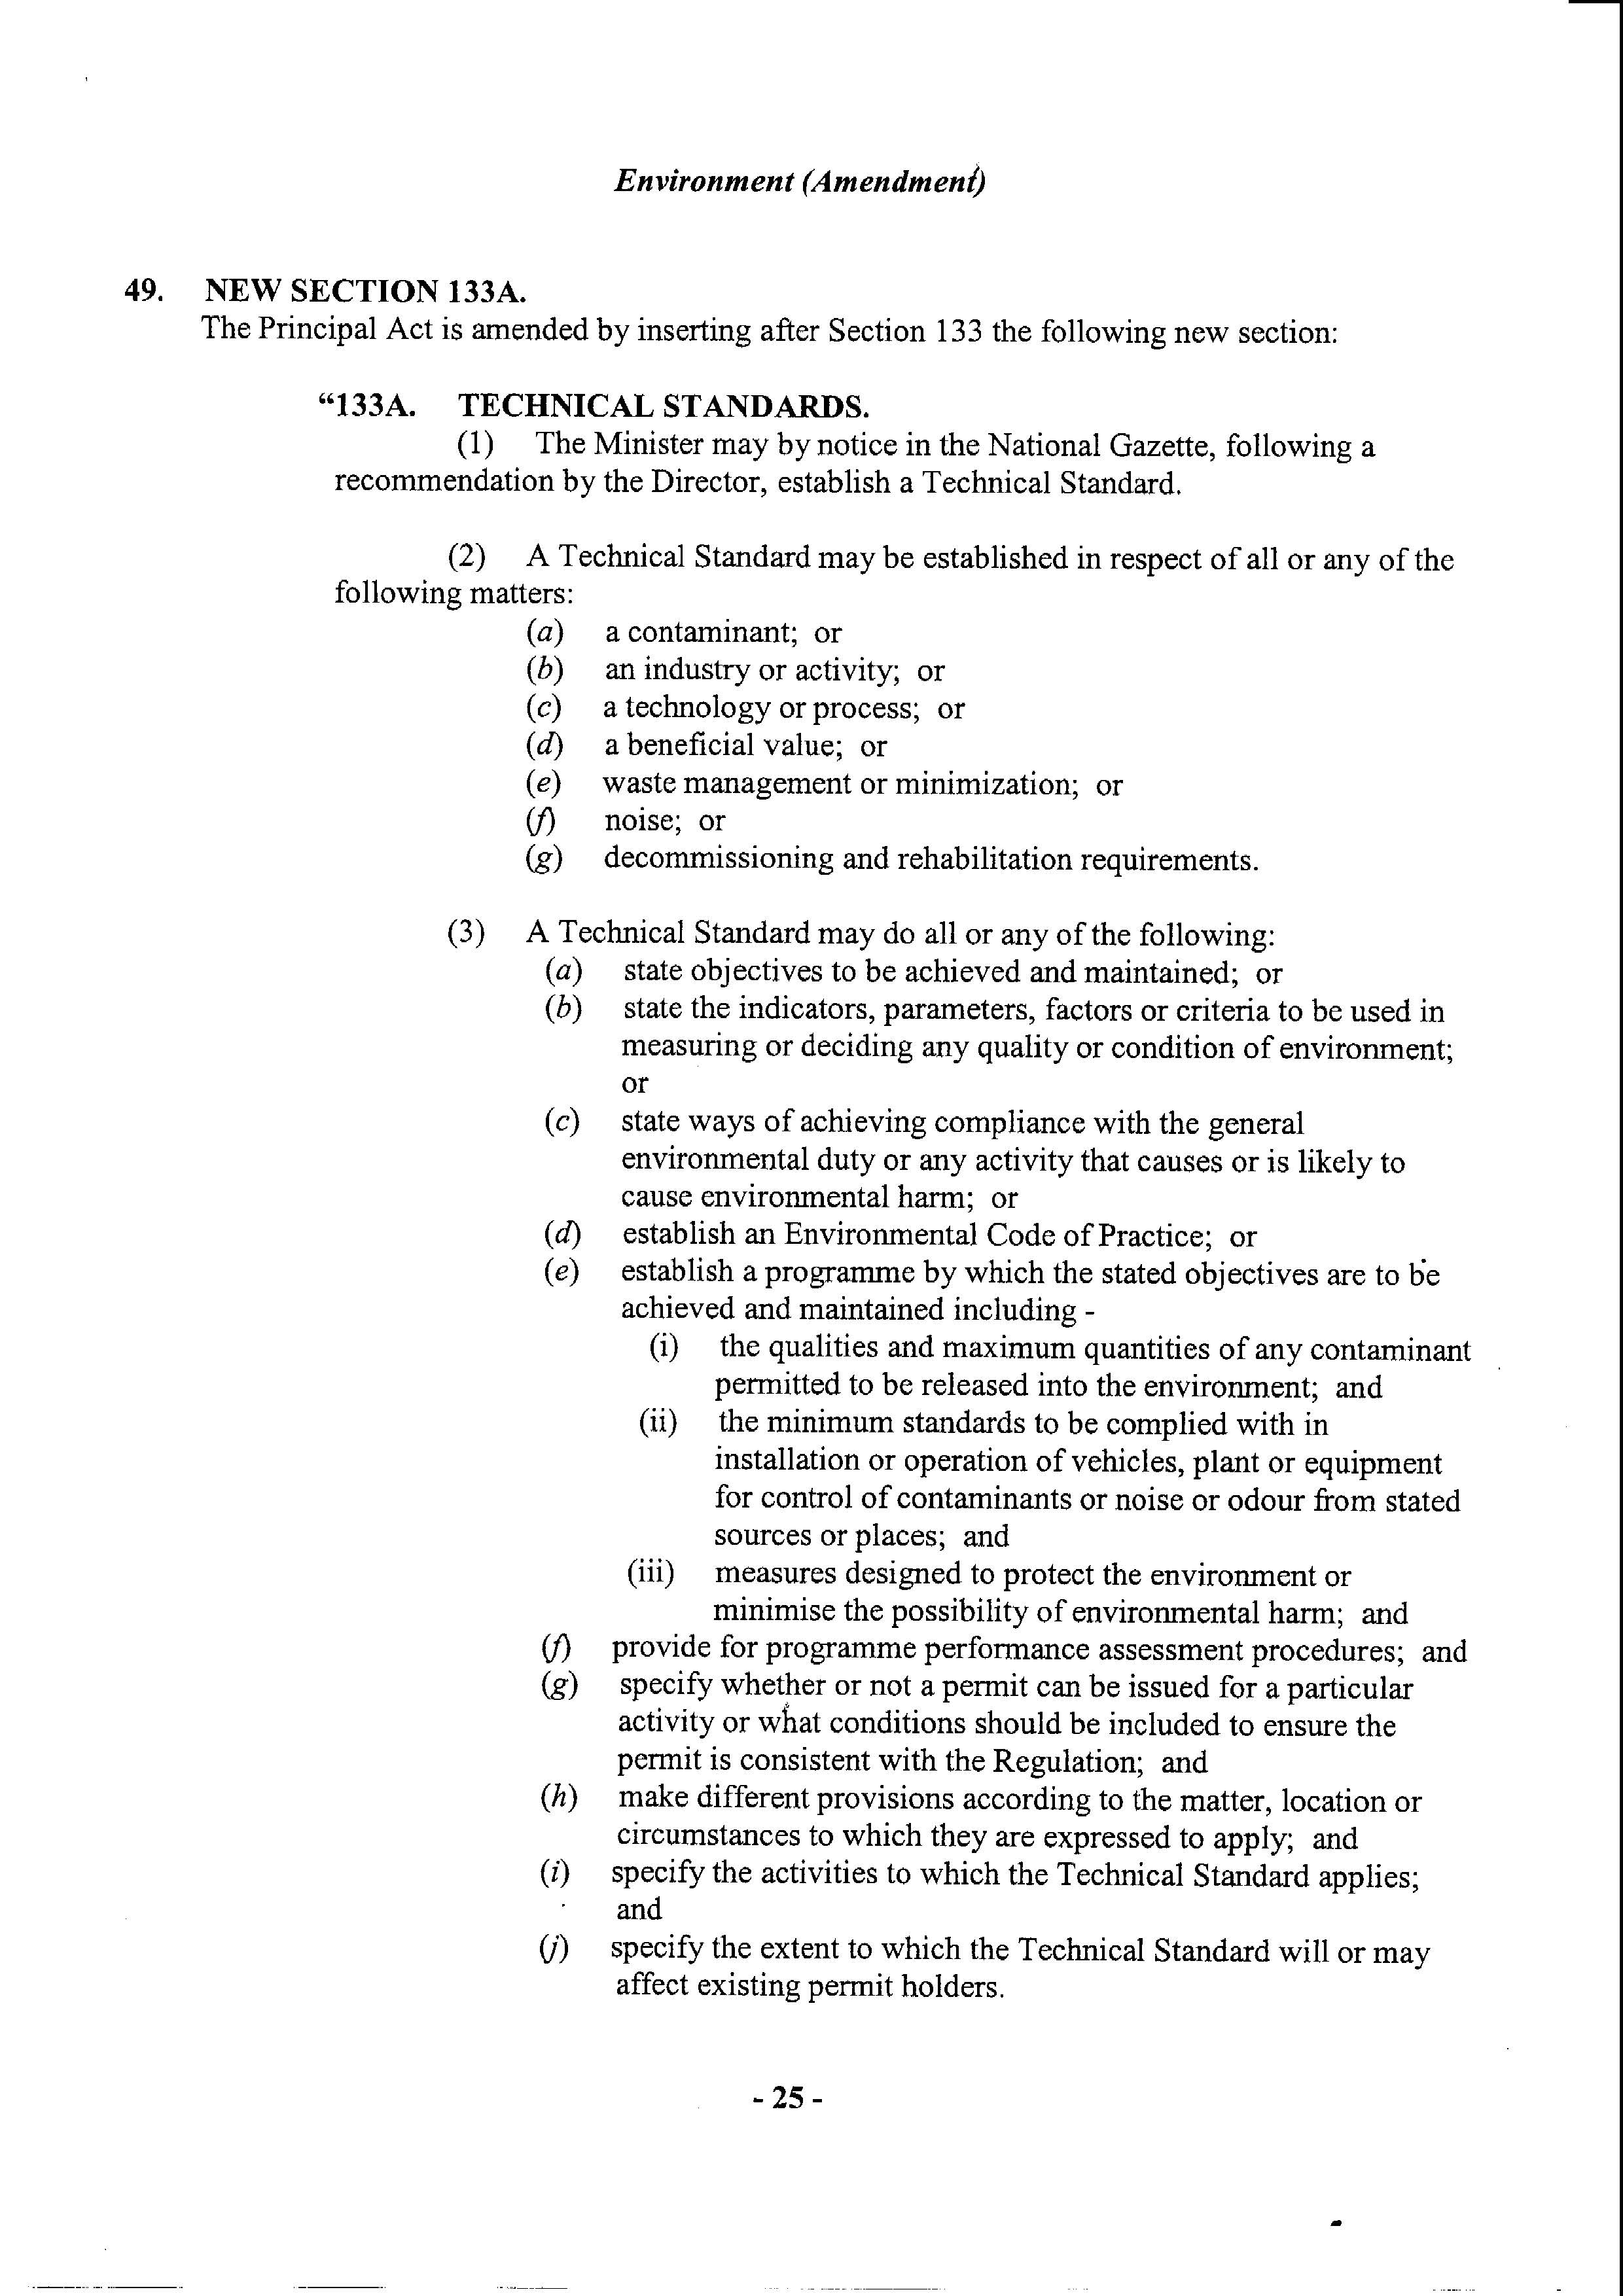 Environment (Amendment)
49. NEW SECTION 133A.
The Principal Act is amended by inserting after Section 133 the following new section:
“133A. TECHNICAL STANDARDS.
(1) The Minister may by notice in the National Gazette, following a
recommendation by the Director, establish a Technical Standard.
(2) A Technical Standard may be established in respect of all or any of the
following matters:
(a) a contaminant; or
(b) an industry or activity; or
(c) a technology or process; or
(d) a beneficial value; or
(e) waste management or minimization; or
(f) noise; or
(g) decommissioning and rehabilitation requirements.
(3) A Technical Standard may do all or any of the following:
(a) state objectives to be achieved and maintained; or
(b) state the indicators, parameters, factors or criteria to be used in
measuring or deciding any quality or condition of environment;
or
(c) state ways of achieving compliance with the general
environmental duty or any activity that causes or is likely to
cause environmental harm; or
(d) establish an Environmental Code of Practice; or
(e) establish a programme by which the stated objectives are to be
achieved and maintained including -
(i) the qualities and maximum quantities of any contaminant
permitted to be released into the environment; and
(ii) the minimum standards to be complied with in
installation or operation of vehicles, plant or equipment
for control of contaminants or noise or odour from stated
sources or places; and
(iii) measures designed to protect the environment or
minimise the possibility of environmental harm; and
(f) provide for programme performance assessment procedures; and
(g) specify whether or not a permit can be issued for a particular
activity or what conditions should be included to ensure the
permit is consistent with the Regulation; and
(h) make different provisions according to the matter, location or
circumstances to which they are expressed to apply; and
(i) specify the activities to which the Technical Standard applies;
and
(j) specify the extent to which the Technical Standard will or may
affect existing permit holders.
- 25 -